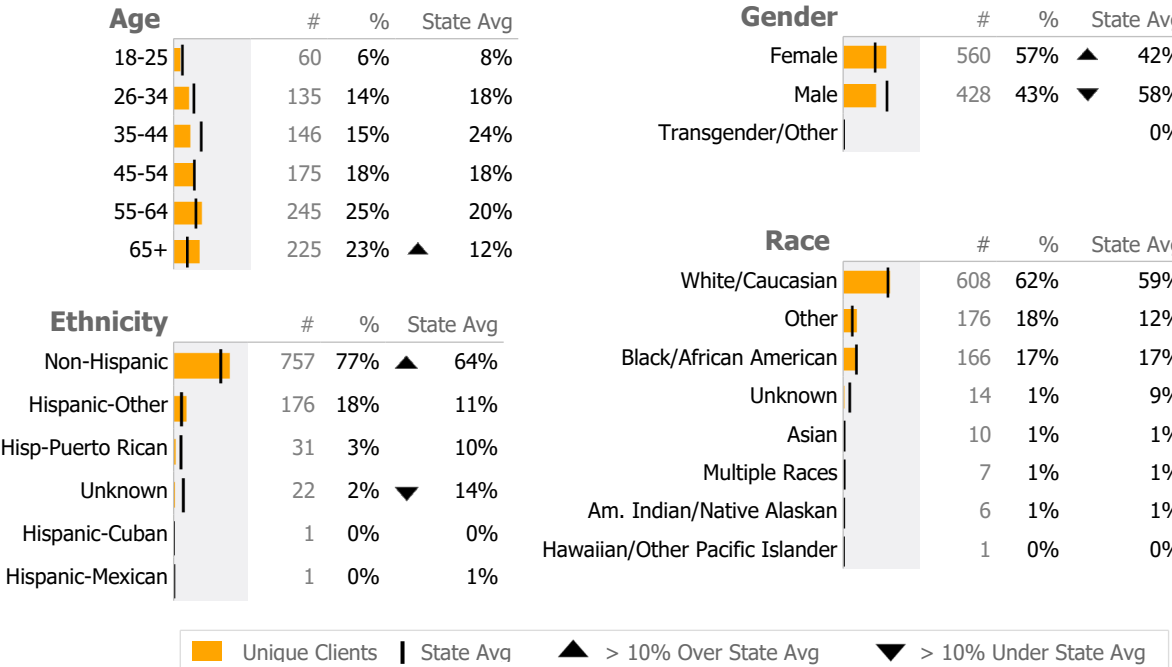 Age # % State Avg
18-25 60 6% 8%
26-34 135 14% 18%
35-44 146 15% 24%
45-54 175 18% 18%
55-64 245 25% 20%
65+ 225 23% 12%
Ethnicity # % State Avg
Non-Hispanic 757 77% 64%
Hispanic-Other 176 18% 11%
Hisp-Puerto Rican 31 3% 10%
Unknown 22 2% 14%
Hispanic-Cuban 1 0% 0%
Hispanic-Mexican 1 0% 1%
Gender # % State Avg
Female 560 57% 42%
Male 428 43% 58%
Transgender/Other 0%
Race # % State Avg
White/Caucasian 608 62% 59%
Other 176 18% 12%
Black/African American 166 17% 17%
Unknown 14 1% 9%
Asian 10 1% 1%
Multiple Races 7 1% 1%
Am. Indian/Native Alaskan 6 1% 1%
Hawaiian/Other Pacific Islander 1 0% 0%
Unique Clients State Avg > 10% Over State Avg > 10% Under State Avg